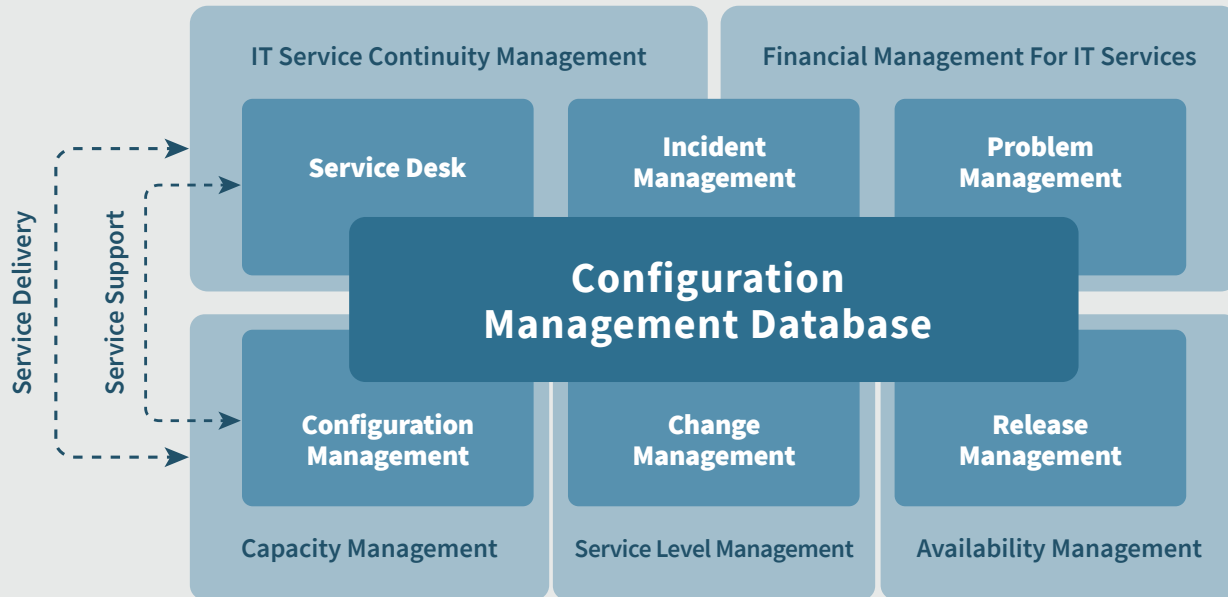 IT Service Continuity Management
Financial Management For IT Services
Service Desk
Incident
Management
Problem
Management
Service Delivery
Service Support
Configuration
Management Database
Configuration
Management
Change
Management
Release
Management
Capacity Management
Service Level Management
Availability Management